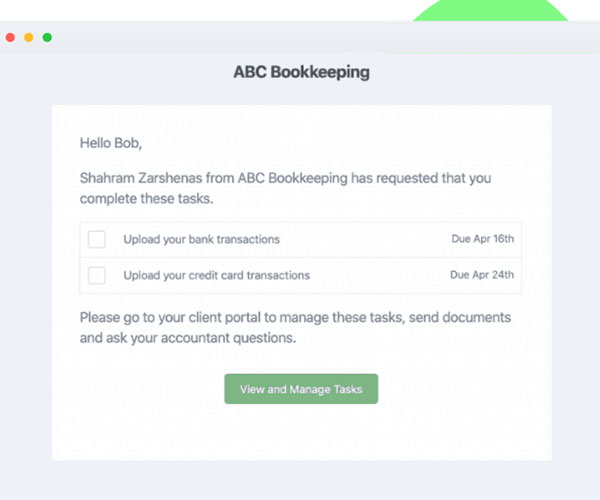 ABC Bookkeeping
Hello Bob,
Shahram Zarshenas from ABC Bookkeeping has requested that you
complete these tasks.
Upload your bank transactions Due Apr 16th
Upload your credit card transactions Due Apr 24th
Please go to your client portal to manage these tasks, send documents
and ask your accountant questions.
View and Manage Tasks